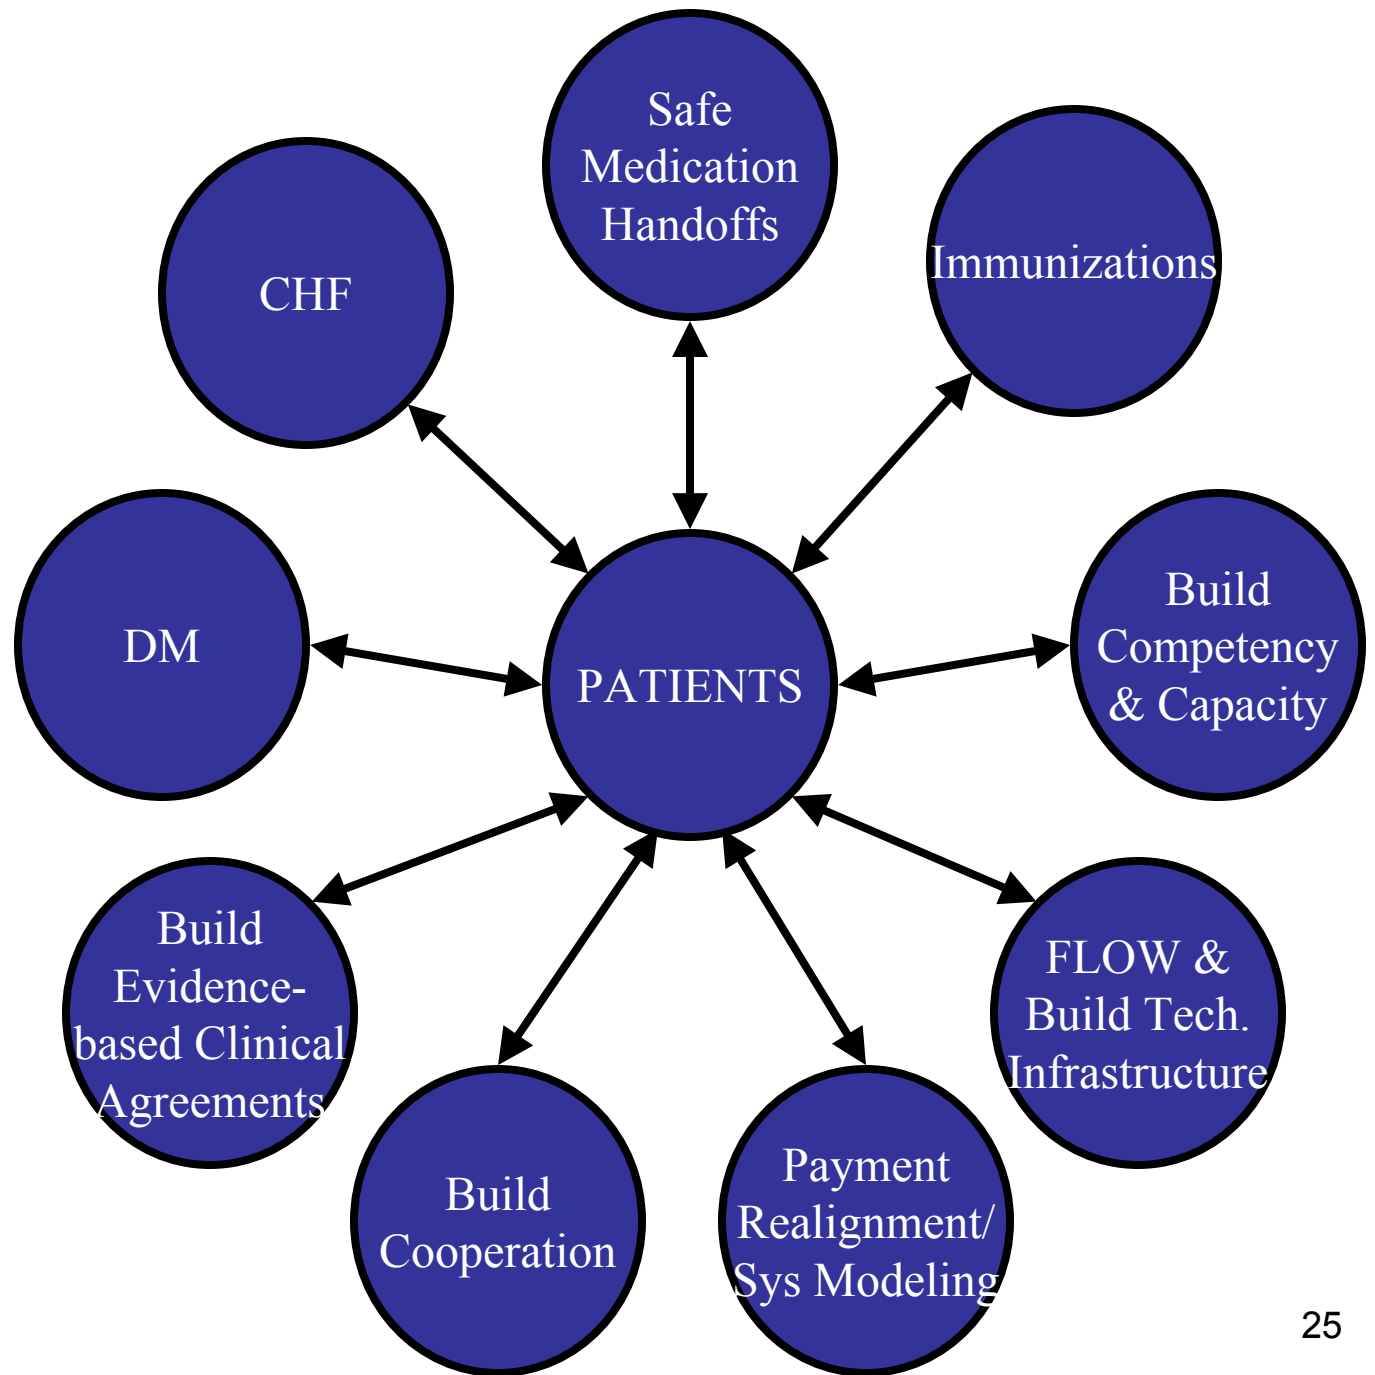 Safe
Medication
Handoffs
Immunizations
CHF
Build
Competency
& Capacity
DM
PATIENTS
Build
Evidence-
based Clinical
Agreements
FLOW &
Build Tech.
Infrastructure
Build
Cooperation
Payment
Realignment/
Sys Modeling
25